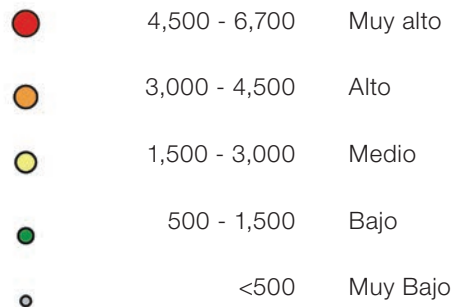 4,500 - 6,700 Muy alto
3,000 - 4,500 Alto
1,500 - 3,000 Medio
500 - 1,500 Bajo
<500 Muy Bajo